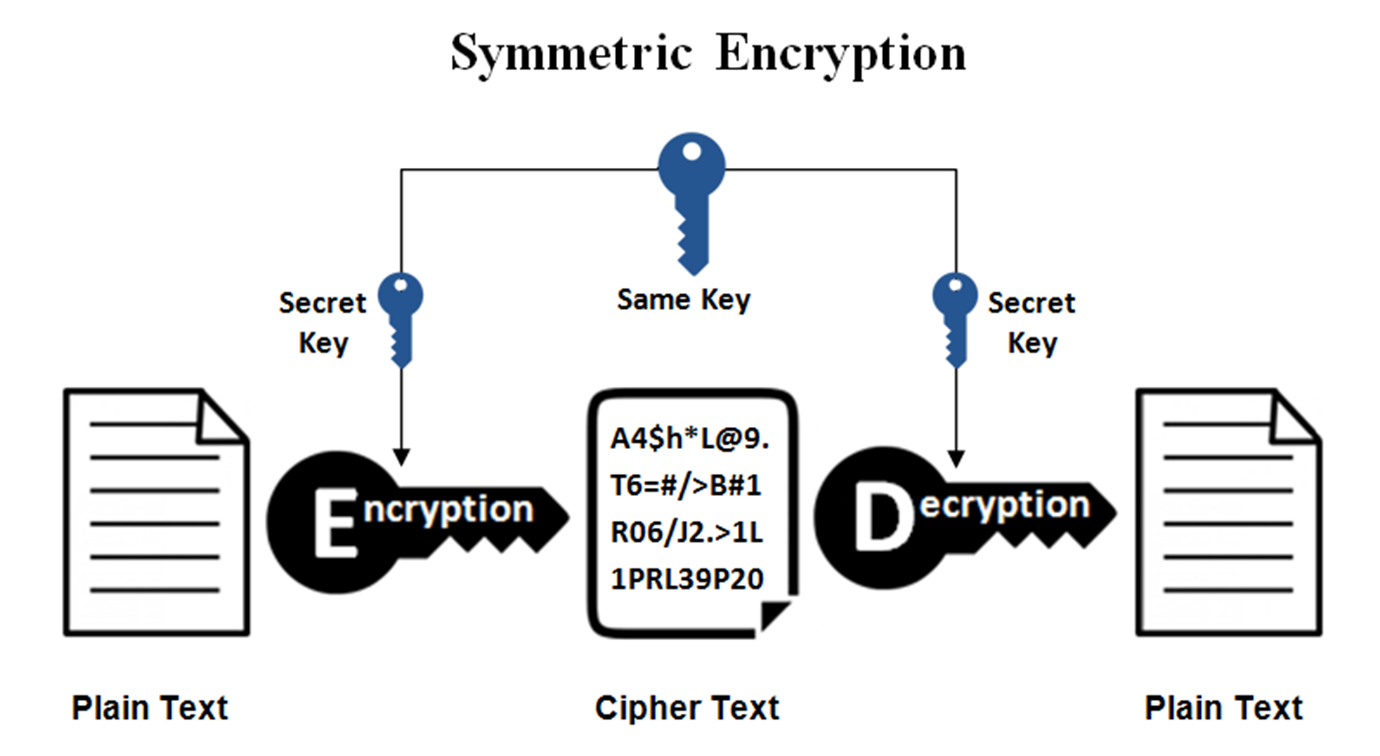 Symmetric Encryption
Same Key
Secret
Key
Secret
Key
Encryption
A4$h*L@9.
T6=#/>B#1
R06/J2.>1L
1PRL39P20
Decryption
Plain Text
Cipher Text
Plain Text